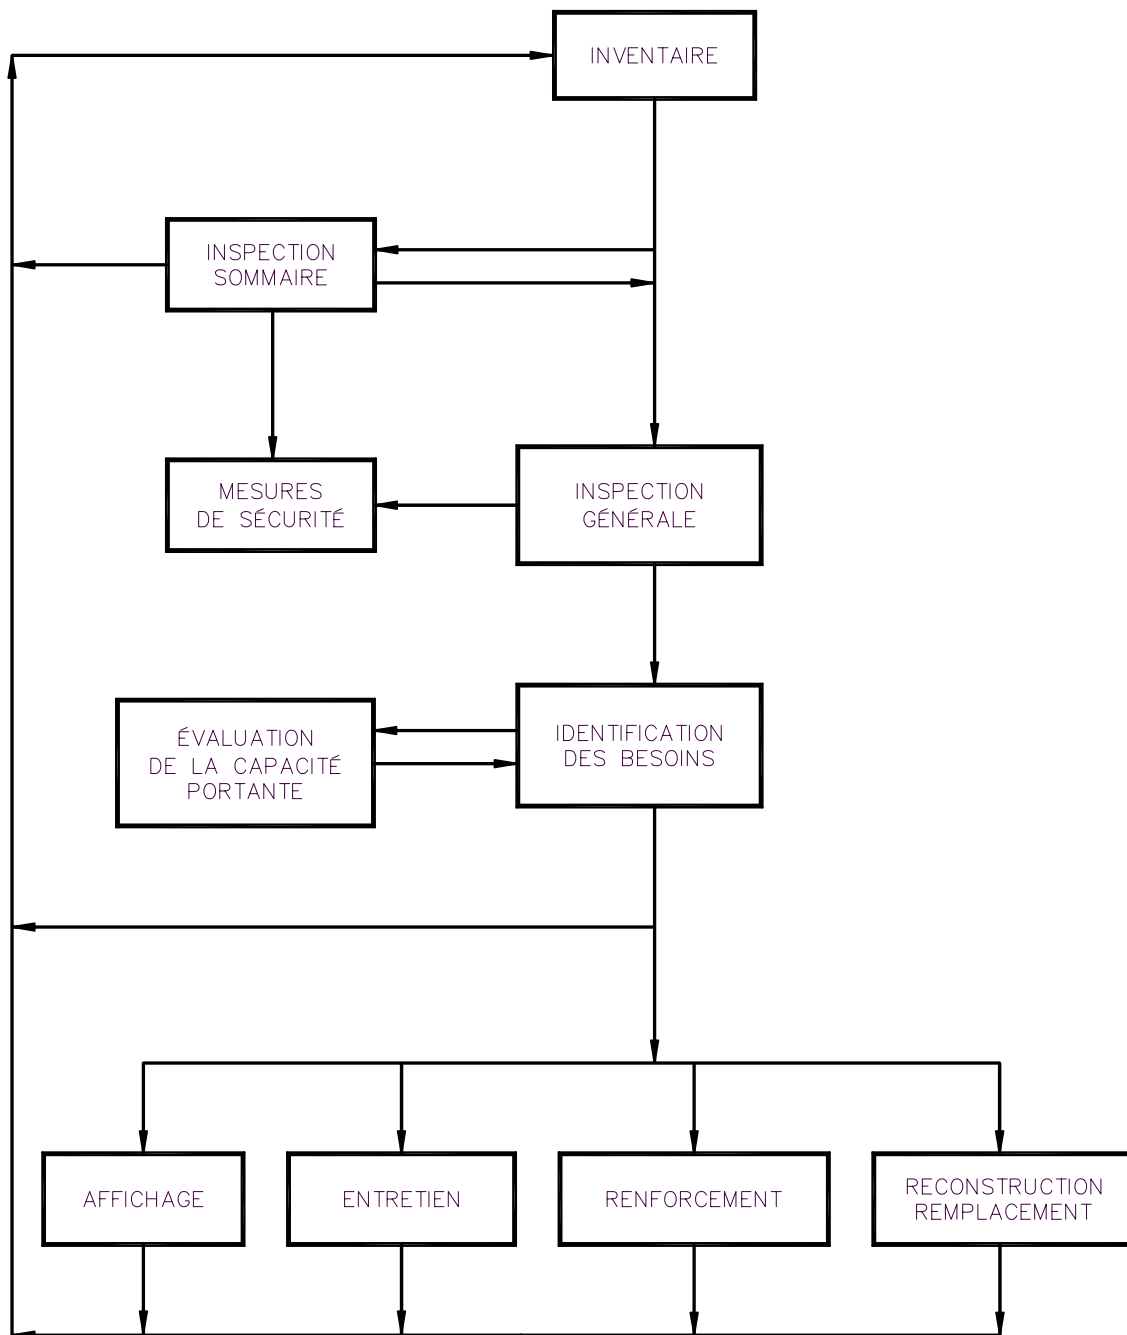 INVENTAIRE
INSPECTION
SOMMAIRE
MESURES
DE SÉCURITÉ
INSPECTION
GÉNÉRALE
ÉVALUATION
DE LA CAPACITÉ
PORTANTE
IDENTIFICATION
DES BESOINS
AFFICHAGE
ENTRETIEN
RENFORCEMENT
RECONSTRUCTION
REMPLACEMENT